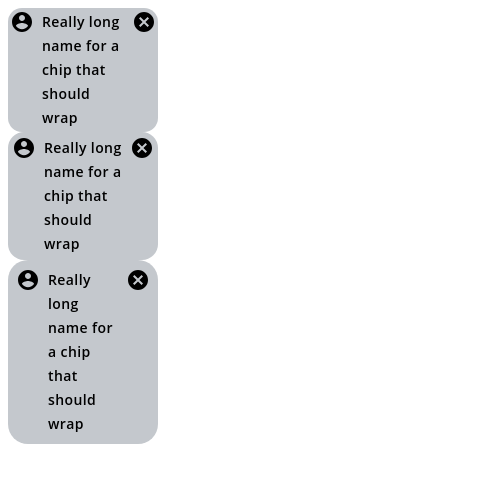 Really long
name for a
chip that
should
wrap
Really long
name for a
chip that
should
wrap
Really
long
name for
a chip
that
should
wrap